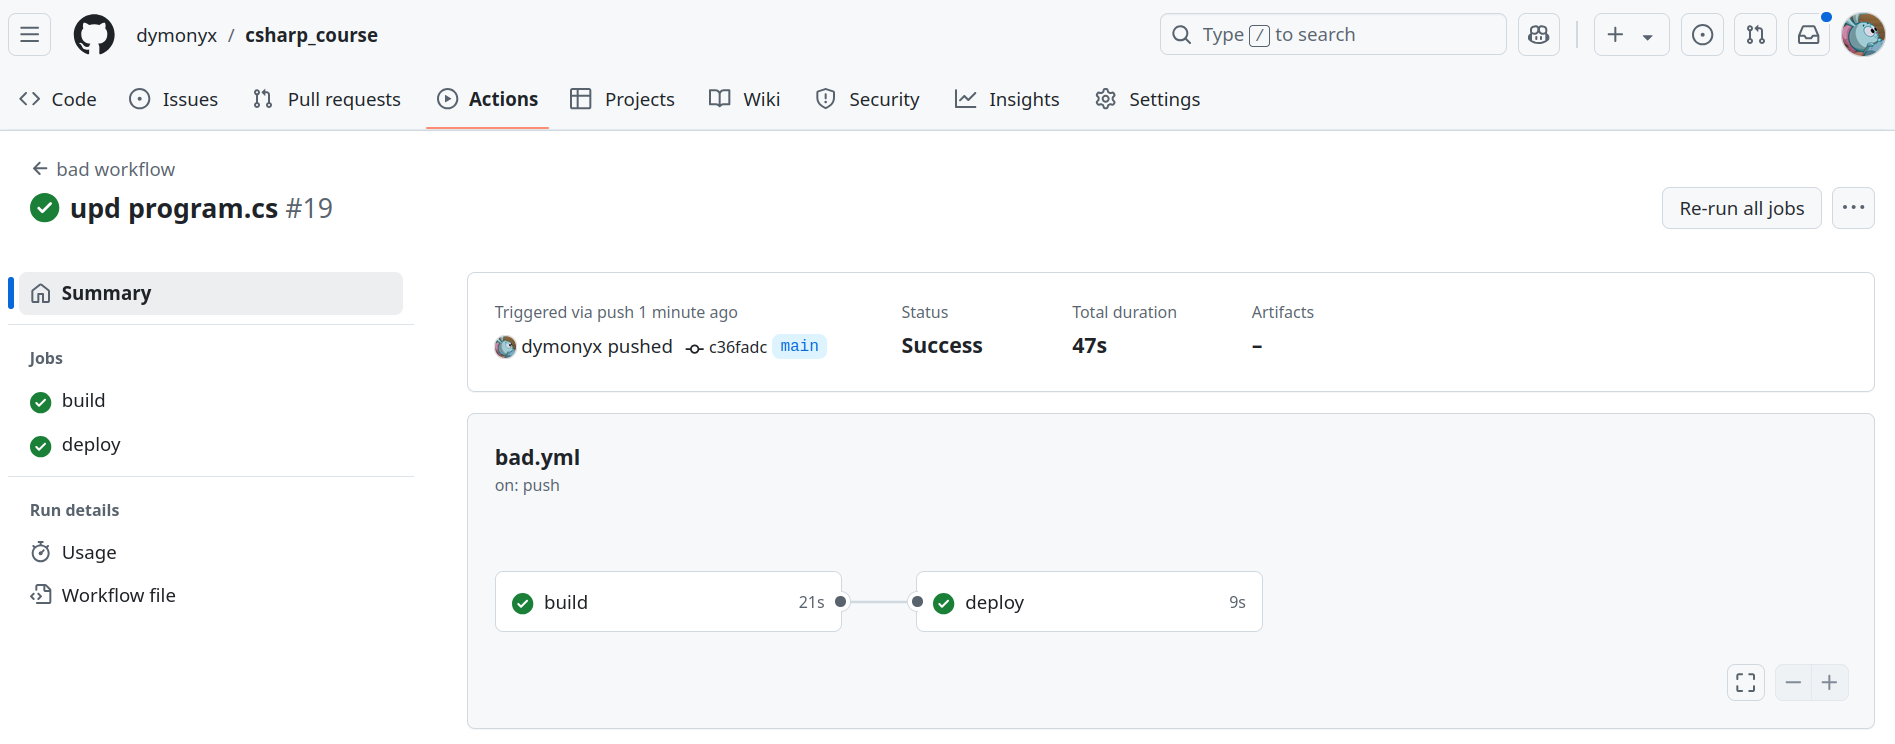 dymonyx / csharp_course
Type / to search
Code
Issues
Pull requests
Actions
Projects
Wiki
Security
Insights
Settings
bad workflow
upd program.cs #19
Re-run all jobs
Summary
Jobs
build
deploy
Run details
Usage
Workflow file
Triggered via push 1 minute ago
dymonyx pushed c36fadc main
Status
Success
Total duration
47s
Artifacts
–
bad.yml
on: push
build 21s
deploy 9s